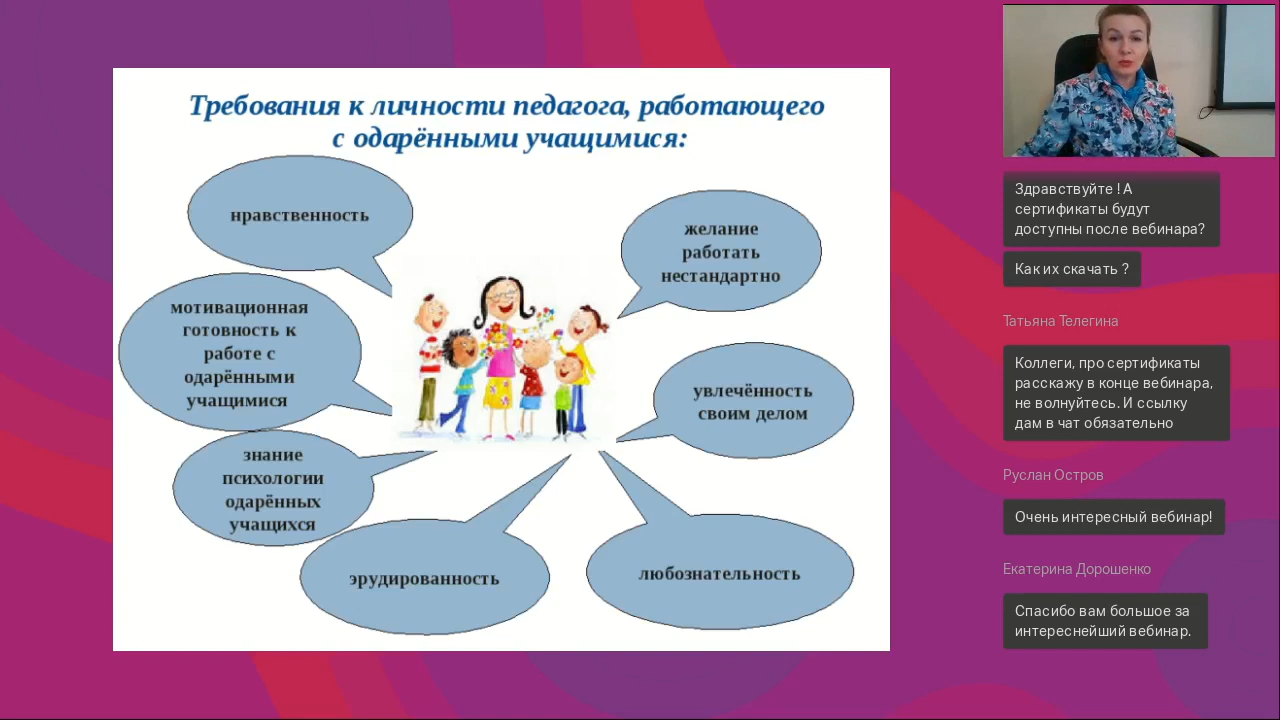 Требования к личности педагога, работающего
с одарёнными учащимися:
нравственность
желание
работать
нестандартно
мотивационная
готовность к
работе с
одарёнными
учащимися
увлечённость
своим делом
знание
психологии
одарённых
учащихся
эрудированность
любознательность
Здравствуйте ! А
сертификаты будут
доступны после вебинара?
Как их скачать ?
Татьяна Телегина
Коллеги, про сертификаты
расскажу в конце вебинара,
не волнуйтесь. И ссылку
дам в чат обязательно
Руслан Остров
Очень интересный вебинар!
Екатерина Дорошенко
Спасибо вам большое за
интереснейший вебинар.